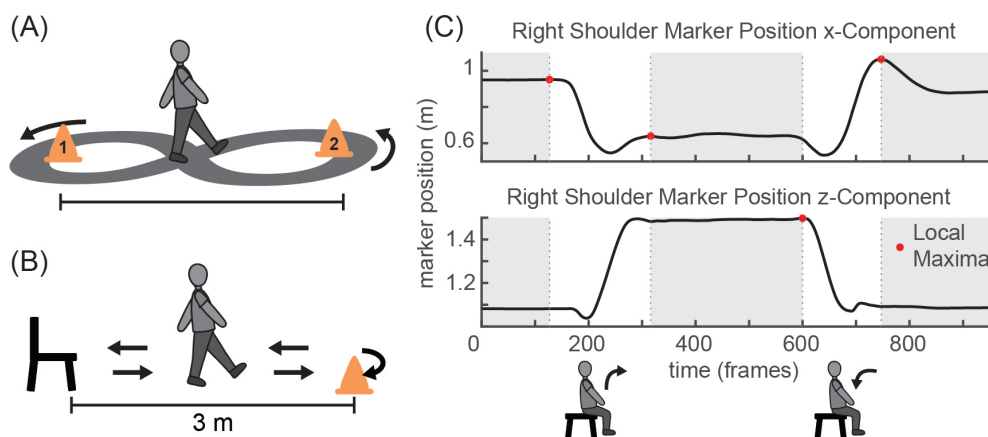 (A)
1
2
(B)
3 m
(C)
Right Shoulder Marker Position x-Component
1
0.6
marker position (m)
Right Shoulder Marker Position z-Component
1.4
1.2
Local
Maxima
0
200
400
600
800
time (frames)